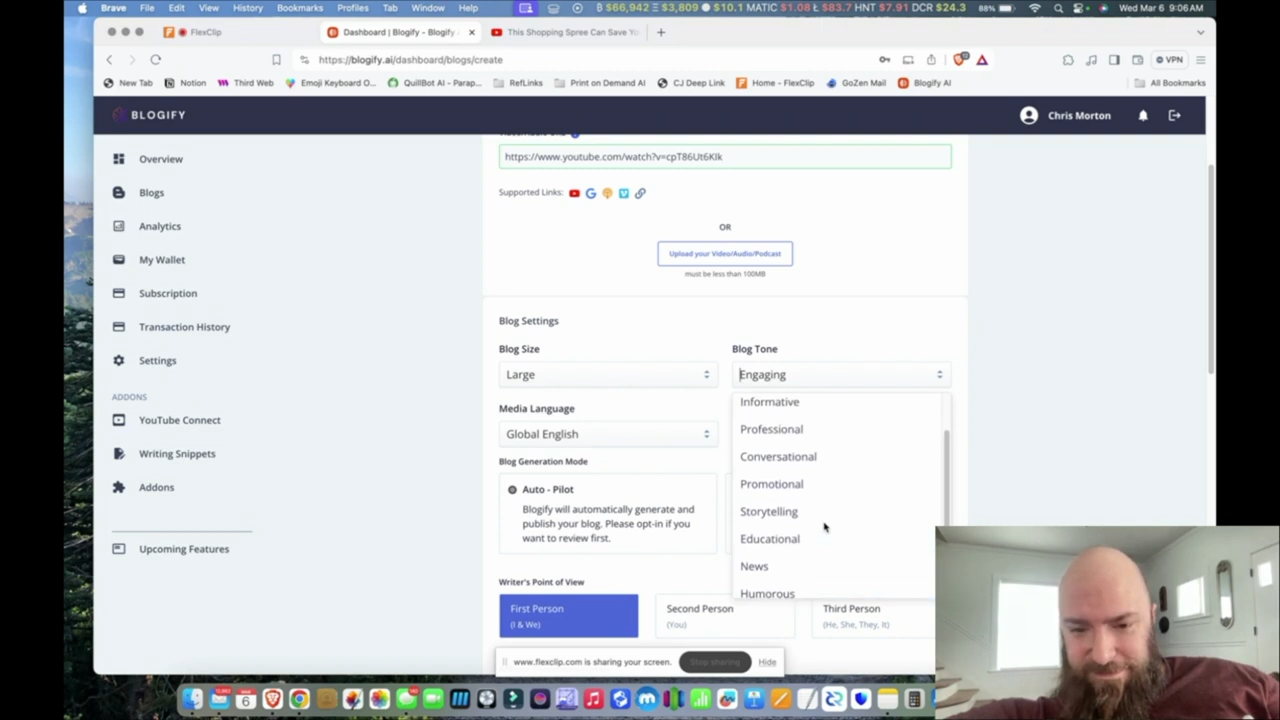 Brave File Edit View History Bookmarks Profiles Tab Window Help
₿ $66,942 Ξ $3,809 $10.1 MATIC $1.08 Ł $83.7 HNT $7.91 DCR $24.3 88% Wed Mar 6 9:06 AM
FlexClip
Dashboard | Blogify - Blogify
This Shopping Spree Can Save Yo
https://blogify.ai/dashboard/blogs/create
VPN
New Tab Notion Third Web Emoji Keyboard O... QuillBot AI - Parap... RefLinks Print on Demand AI CJ Deep Link Home - FlexClip GoZen Mail Blogify AI All Bookmarks
BLOGIFY
Chris Morton
Overview
Blogs
Analytics
My Wallet
Subscription
Transaction History
Settings
ADDONS
YouTube Connect
Writing Snippets
Addons
Upcoming Features
https://www.youtube.com/watch?v=cpT86Ut6KIk
Supported Links:
OR
Upload your Video/Audio/Podcast
must be less than 100MB
Blog Settings
Blog Size
Large
Blog Tone
Engaging
Informative
Professional
Conversational
Promotional
Storytelling
Educational
News
Humorous
Media Language
Global English
Blog Generation Mode
Auto - Pilot
Blogify will automatically generate and
publish your blog. Please opt-in if you
want to review first.
Writer's Point of View
First Person
(I & We)
Second Person
(You)
Third Person
(He, She, They, It)
www.flexclip.com is sharing your screen.
Stop sharing
Hide